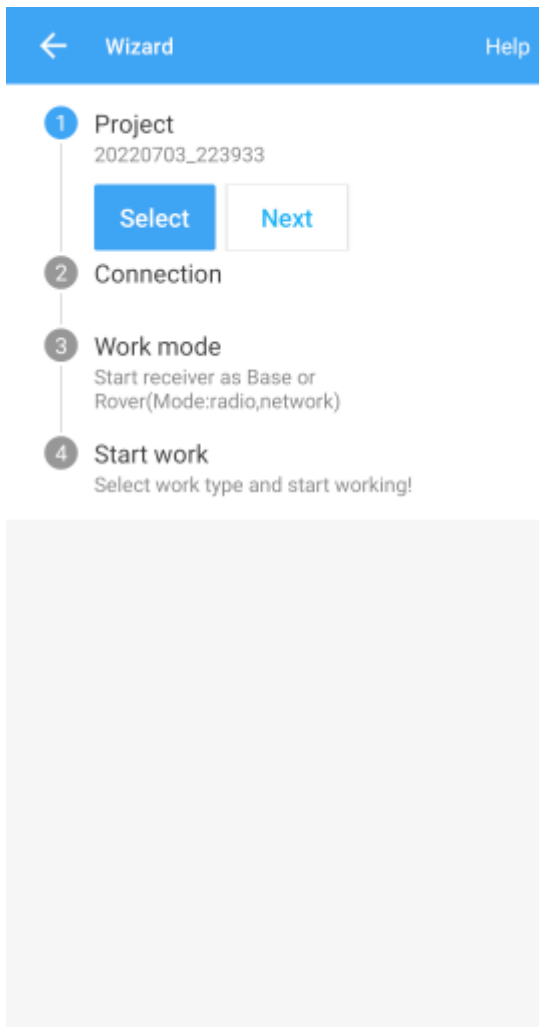 Wizard
Help
1
Project
20220703_223933
Select
Next
2
Connection
3
Work mode
Start receiver as Base or
Rover(Mode:radio,network)
4
Start work
Select work type and start working!